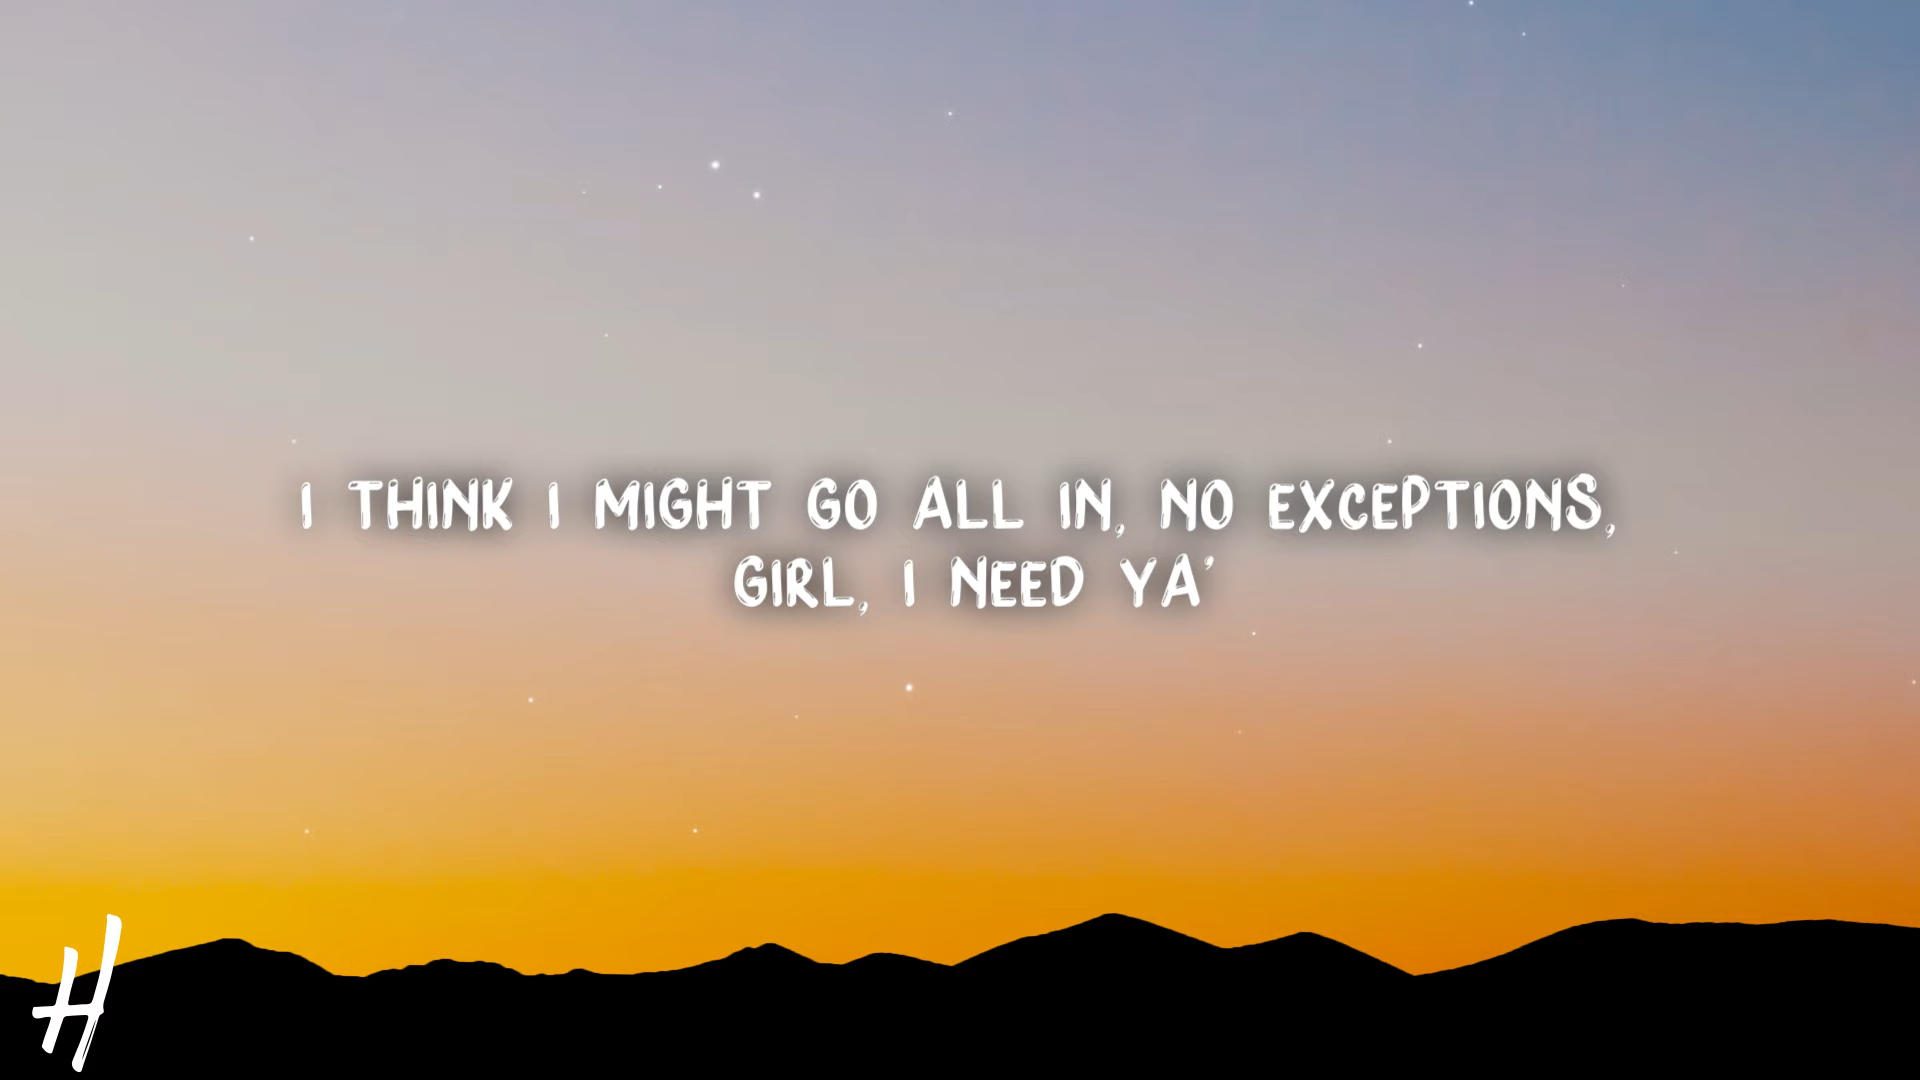 I THINK I MIGHT GO ALL IN, NO EXCEPTIONS,
GIRL, I NEED YA'
H